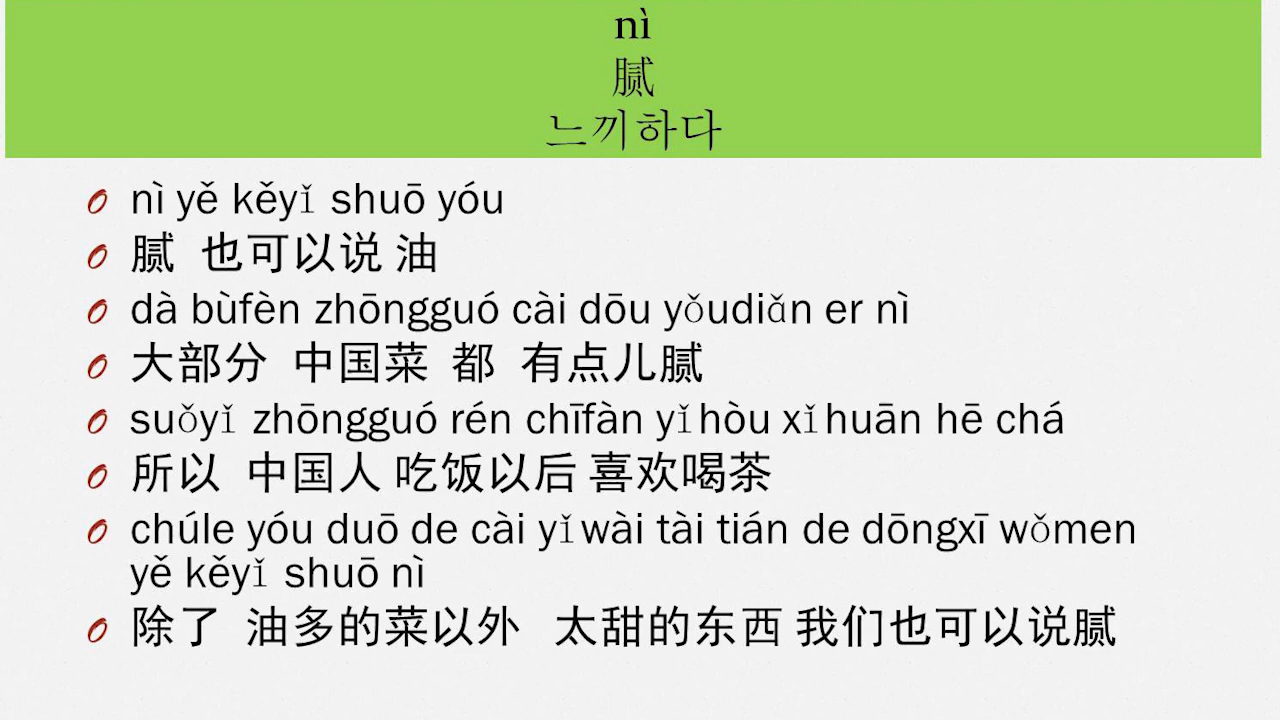 nì
腻
느끼하다
nì yě kěyǐ shuō yóu
腻 也可以说 油
dà bùfèn zhōngguó cài dōu yǒudiǎn er nì
大部分 中国菜 都 有点儿腻
suǒyǐ zhōngguó rén chīfàn yǐhòu xǐhuān hē chá
所以 中国人 吃饭以后 喜欢喝茶
chúle yóu duō de cài yǐwài tài tián de dōngxī wǒmen
yě kěyǐ shuō nì
除了 油多的菜以外 太甜的东西 我们也可以说腻